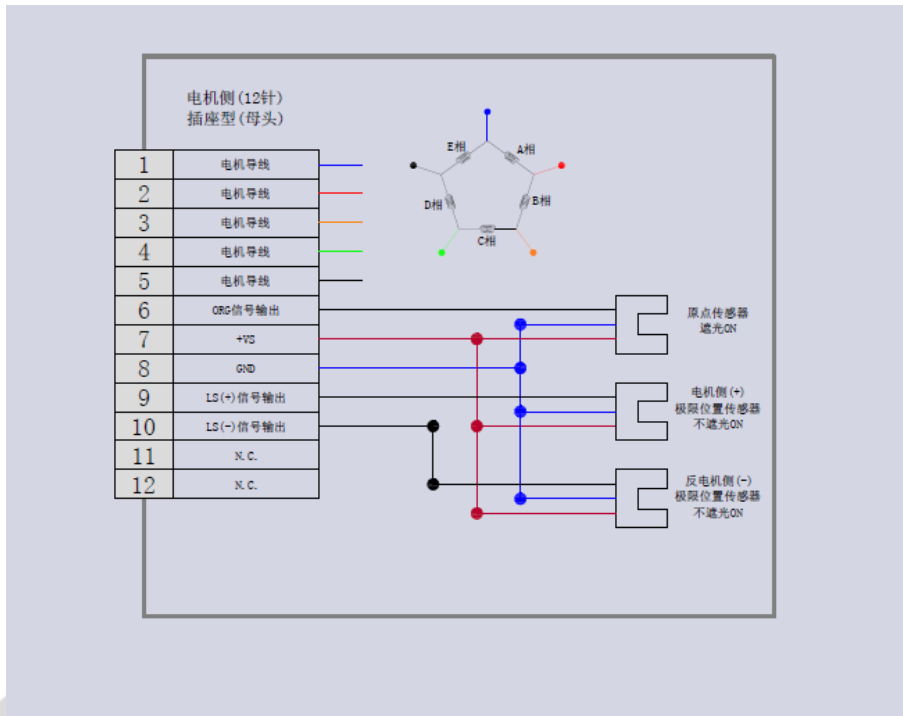 电机侧(12针)
插座型(母头)
E相
A相
D相
B相
C相
1 电机导线
2 电机导线
3 电机导线
4 电机导线
5 电机导线
6 ORG信号输出
7 +VS
8 GND
9 LS(+)信号输出
10 LS(-)信号输出
11 N.C.
12 N.C.
原点传感器
遮光ON
电机侧(+)
极限位置传感器
不遮光ON
反电机侧(-)
极限位置传感器
不遮光ON